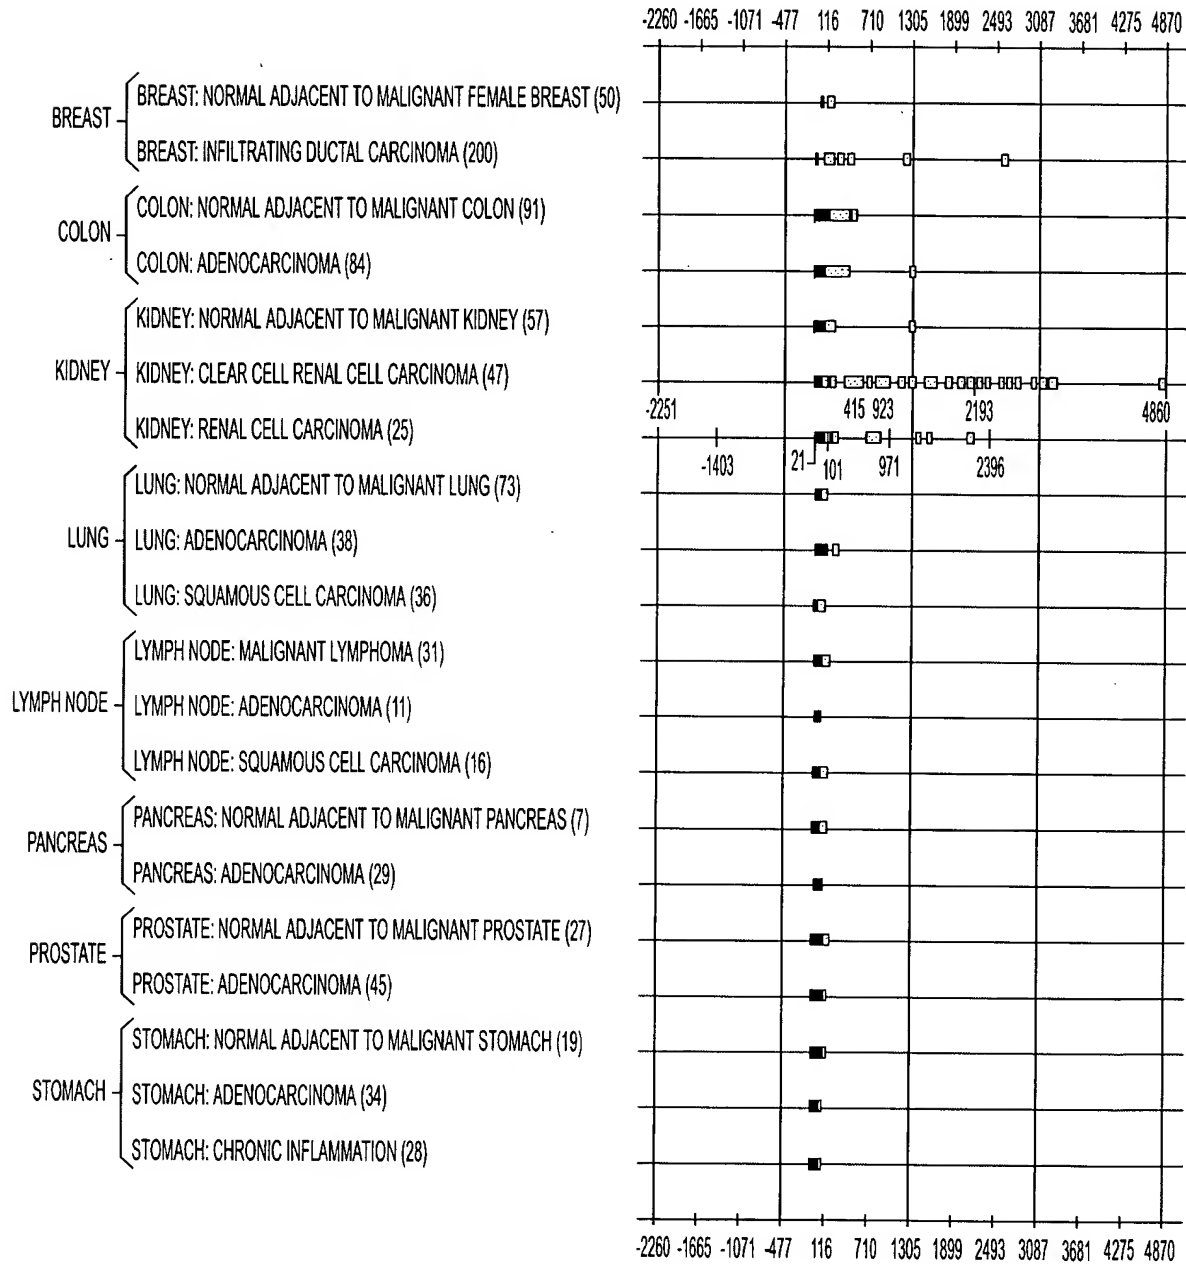 -2260 -1665 -1071 -477 116 710 1305 1899 2493 3087 3681 4275 4870
BREAST
BREAST: NORMAL ADJACENT TO MALIGNANT FEMALE BREAST (50)
BREAST: INFILTRATING DUCTAL CARCINOMA (200)
COLON
COLON: NORMAL ADJACENT TO MALIGNANT COLON (91)
COLON: ADENOCARCINOMA (84)
KIDNEY
KIDNEY: NORMAL ADJACENT TO MALIGNANT KIDNEY (57)
KIDNEY: CLEAR CELL RENAL CELL CARCINOMA (47)
-2251 415 923 2193 4860
KIDNEY: RENAL CELL CARCINOMA (25)
-1403 21 101 971 2396
LUNG
LUNG: NORMAL ADJACENT TO MALIGNANT LUNG (73)
LUNG: ADENOCARCINOMA (38)
LUNG: SQUAMOUS CELL CARCINOMA (36)
LYMPH NODE
LYMPH NODE: MALIGNANT LYMPHOMA (31)
LYMPH NODE: ADENOCARCINOMA (11)
LYMPH NODE: SQUAMOUS CELL CARCINOMA (16)
PANCREAS
PANCREAS: NORMAL ADJACENT TO MALIGNANT PANCREAS (7)
PANCREAS: ADENOCARCINOMA (29)
PROSTATE
PROSTATE: NORMAL ADJACENT TO MALIGNANT PROSTATE (27)
PROSTATE: ADENOCARCINOMA (45)
STOMACH
STOMACH: NORMAL ADJACENT TO MALIGNANT STOMACH (19)
STOMACH: ADENOCARCINOMA (34)
STOMACH: CHRONIC INFLAMMATION (28)
-2260 -1665 -1071 -477 116 710 1305 1899 2493 3087 3681 4275 4870